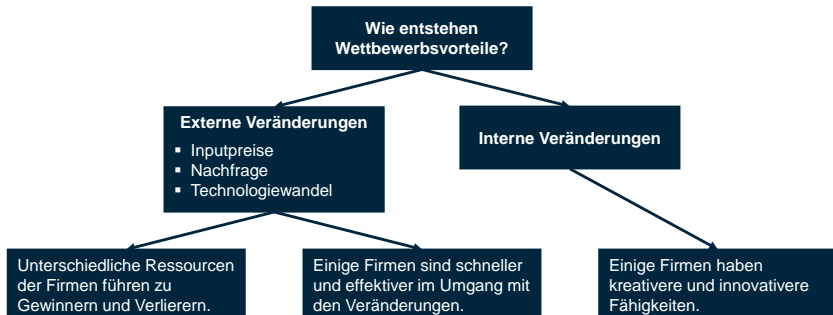 Wie entstehen
Wettbewerbsvorteile?
Externe Veränderungen
▪ Inputpreise
▪ Nachfrage
▪ Technologiewandel
Interne Veränderungen
Unterschiedliche Ressourcen
der Firmen führen zu
Gewinnern und Verlierern.
Einige Firmen sind schneller
und effektiver im Umgang mit
den Veränderungen.
Einige Firmen haben
kreativere und innovativere
Fähigkeiten.